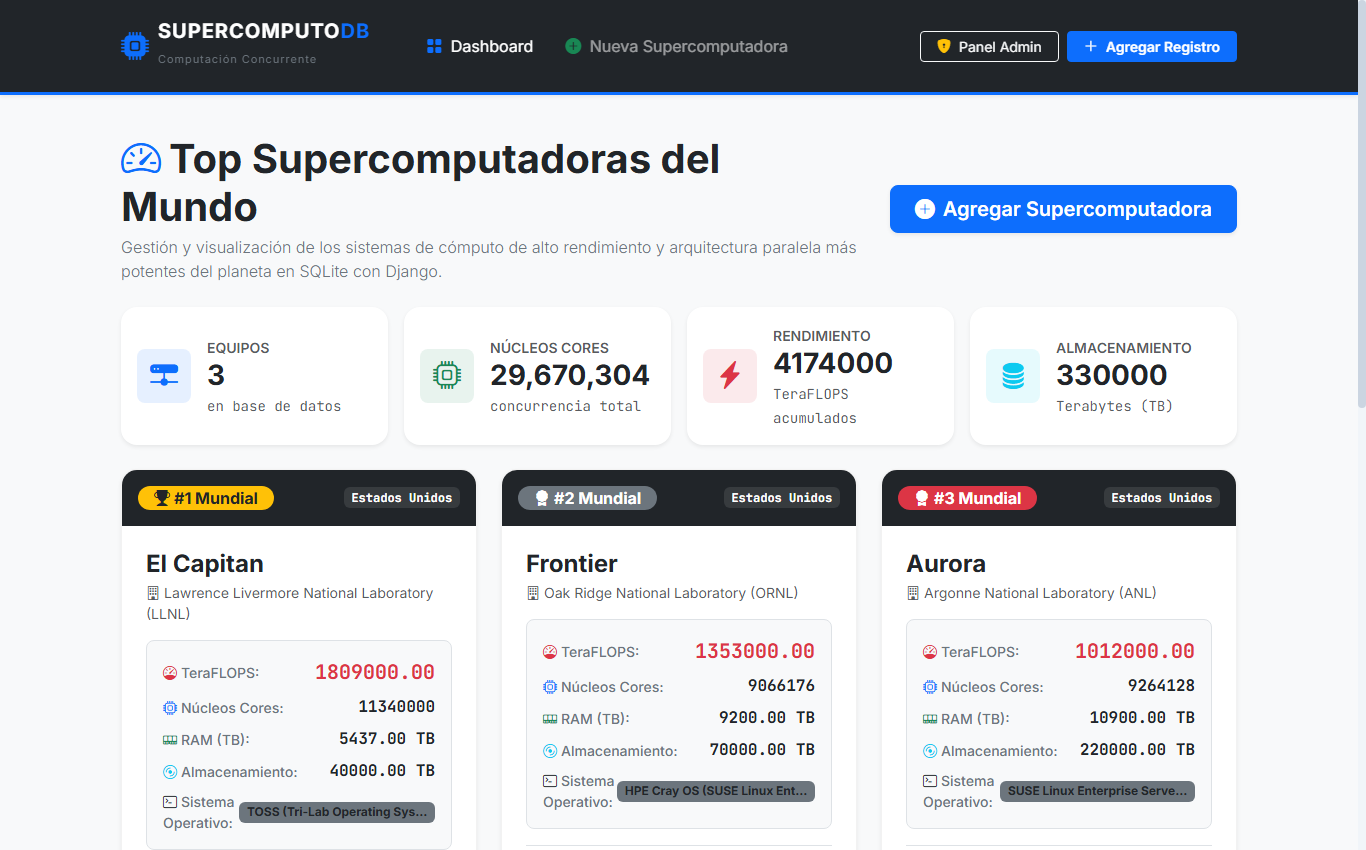 SUPERCOMPUTODB
Computación Concurrente
Dashboard
Nueva Supercomputadora
Panel Admin
Agregar Registro
Top Supercomputadoras del
Mundo
Gestión y visualización de los sistemas de cómputo de alto rendimiento y arquitectura paralela más
potentes del planeta en SQLite con Django.
Agregar Supercomputadora
EQUIPOS
3
en base de datos
NÚCLEOS CORES
29,670,304
concurrencia total
RENDIMIENTO
4174000
TeraFLOPS
acumulados
ALMACENAMIENTO
330000
Terabytes (TB)
#1 Mundial
Estados Unidos
El Capitan
Lawrence Livermore National Laboratory
(LLNL)
TeraFLOPS: 1809000.00
Núcleos Cores: 11340000
RAM (TB): 5437.00 TB
Almacenamiento: 40000.00 TB
Sistema
Operativo:
TOSS (Tri-Lab Operating Sys...
#2 Mundial
Estados Unidos
Frontier
Oak Ridge National Laboratory (ORNL)
TeraFLOPS: 1353000.00
Núcleos Cores: 9066176
RAM (TB): 9200.00 TB
Almacenamiento: 70000.00 TB
Sistema
Operativo:
HPE Cray OS (SUSE Linux Ent...
#3 Mundial
Estados Unidos
Aurora
Argonne National Laboratory (ANL)
TeraFLOPS: 1012000.00
Núcleos Cores: 9264128
RAM (TB): 10900.00 TB
Almacenamiento: 220000.00 TB
Sistema
Operativo:
SUSE Linux Enterprise Serve...